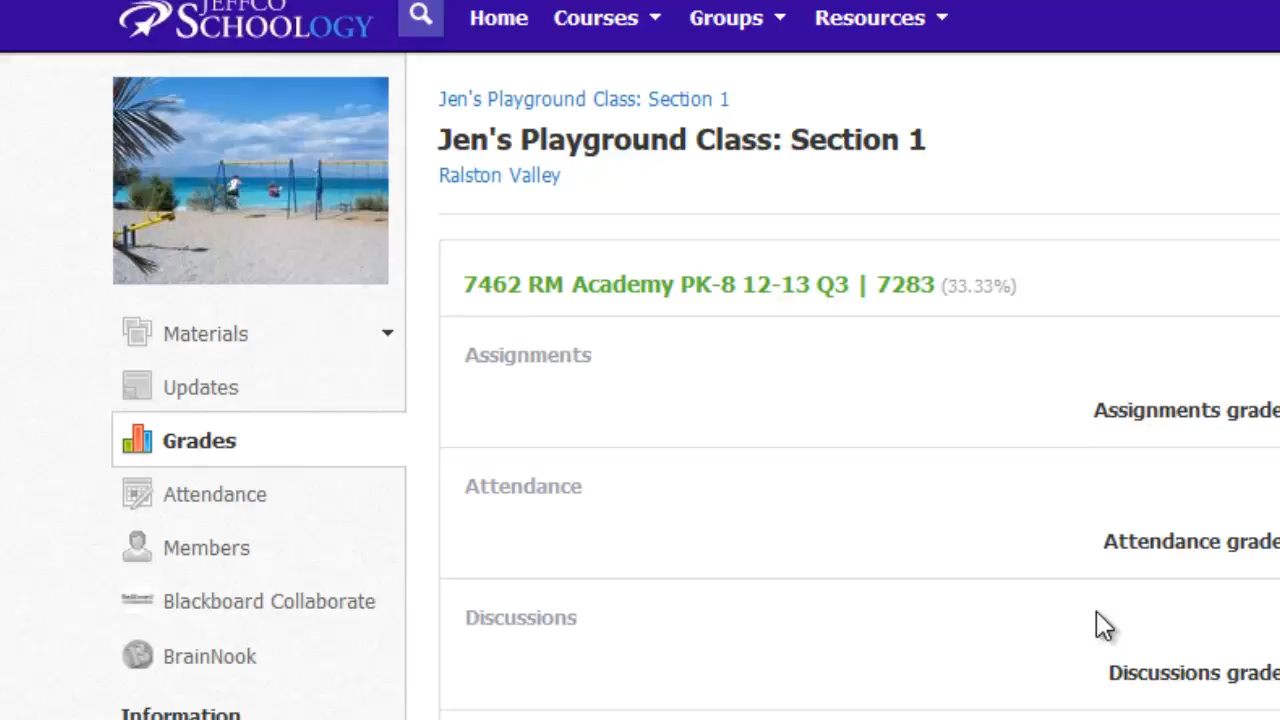 JEFFCO
SCHOOLOGY
Home Courses Groups Resources
Jen's Playground Class: Section 1
Jen's Playground Class: Section 1
Ralston Valley
7462 RM Academy PK-8 12-13 Q3 | 7283 (33.33%)
Materials
Updates
Grades
Attendance
Members
Blackboard Collaborate
BrainNook
Information
Assignments
Assignments grade
Attendance
Attendance grade
Discussions
Discussions grade